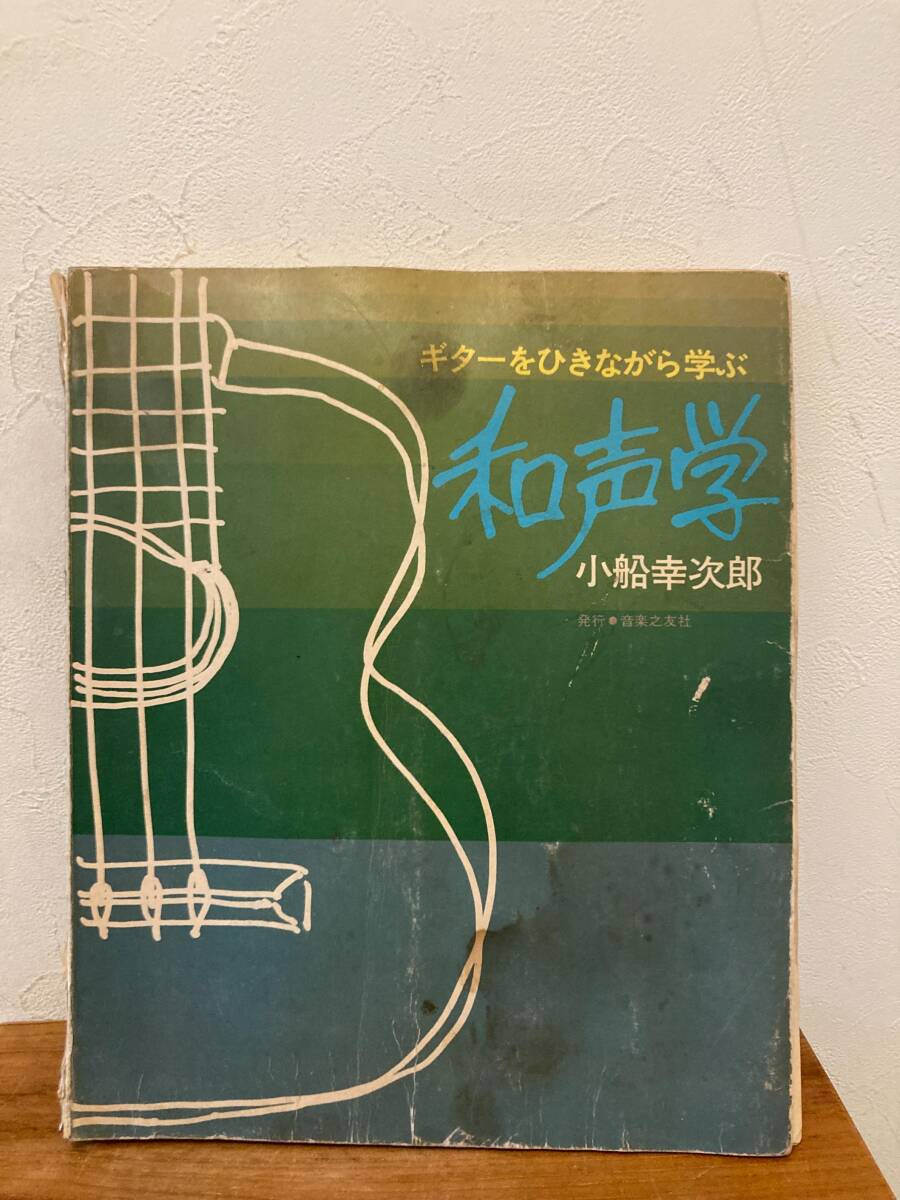 ギターをひきながら学ぶ
和声学
小船幸次郎
発行●音楽之友社